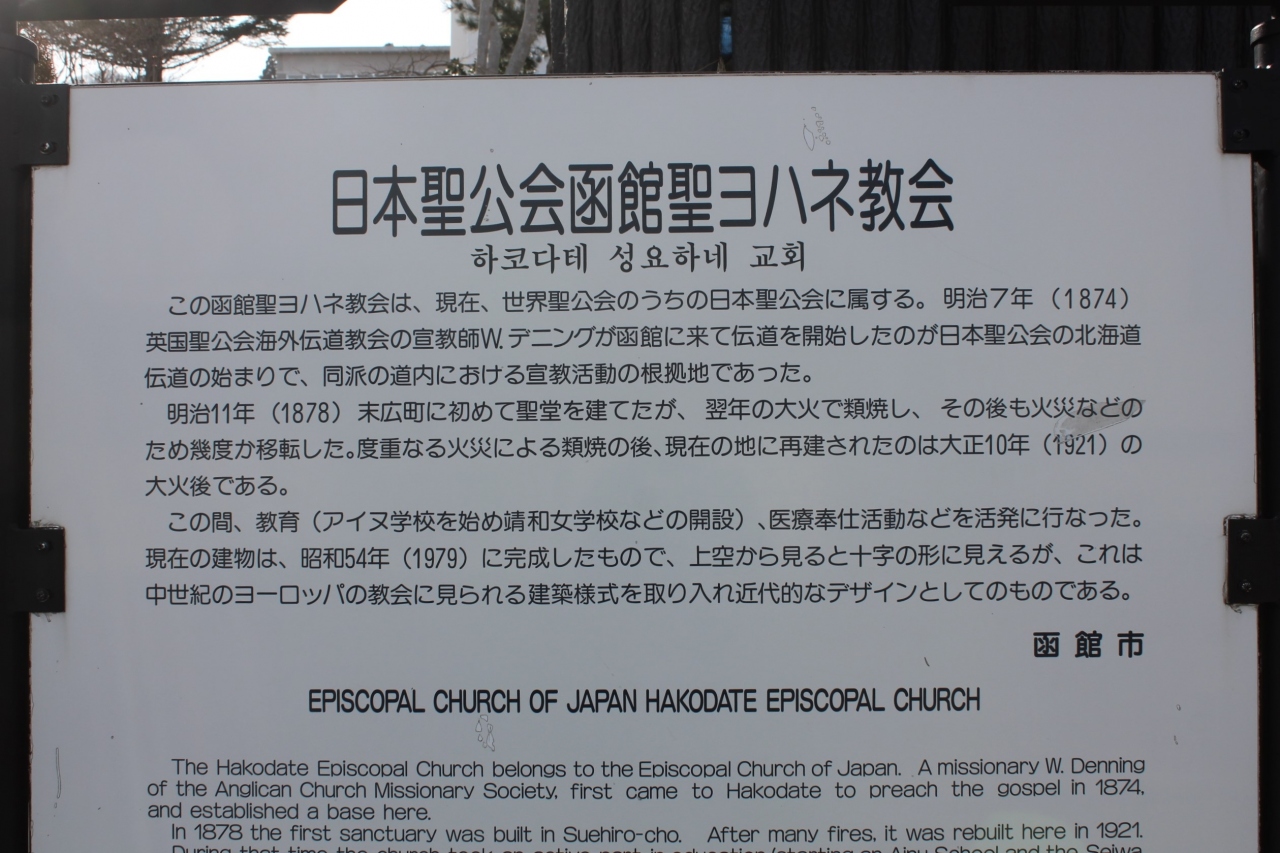 日本聖公会函館聖ヨハネ教会
하코다테 성요하네 교회
この函館聖ヨハネ教会は、現在、世界聖公会のうちの日本聖公会に属する。明治7年（1874）
英国聖公会海外伝道教会の宣教師W.デニングが函館に来て伝道を開始したのが日本聖公会の北海道
伝道の始まりで、同派の道内における宣教活動の根拠地であった。
明治11年（1878）末広町に初めて聖堂を建てたが、翌年の大火で類焼し、その後も火災などの
ため幾度か移転した。度重なる火災による類焼の後、現在の地に再建されたのは大正10年（1921）の
大火後である。
この間、教育（アイヌ学校を始め靖和女学校などの開設）、医療奉仕活動などを活発に行なった。
現在の建物は、昭和54年（1979）に完成したもので、上空から見ると十字の形に見えるが、これは
中世紀のヨーロッパの教会に見られる建築様式を取り入れ近代的なデザインとしてのものである。
函館市
EPISCOPAL CHURCH OF JAPAN HAKODATE EPISCOPAL CHURCH
The Hakodate Episcopal Church belongs to the Episcopal Church of Japan. A missionary W. Denning
of the Anglican Church Missionary Society, first came to Hakodate to preach the gospel in 1874,
and established a base here.
In 1878 the first sanctuary was built in Suehiro-cho. After many fires, it was rebuilt here in 1921.
During that time the church took an active part in education (starting an Ainu School and the Seiwa